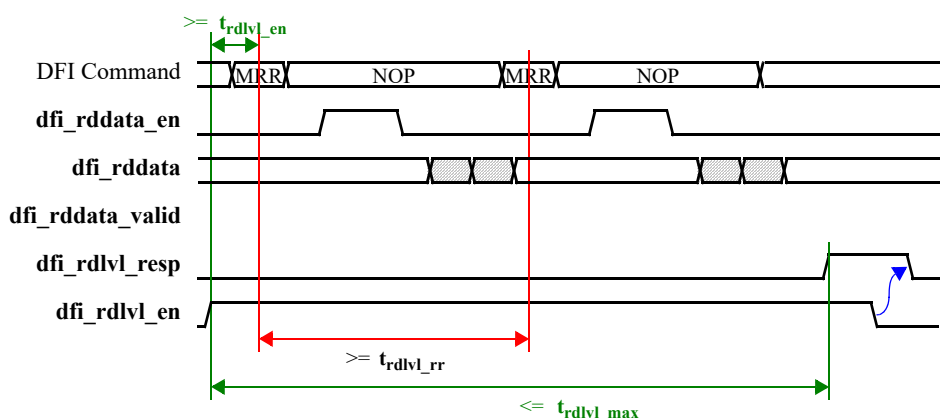 >= trdlvl_en
DFI Command MRR NOP MRR NOP
dfi_rddata_en
dfi_rddata
dfi_rddata_valid
dfi_rdlvl_resp
dfi_rdlvl_en
>= trdlvl_rr
<= trdlvl_max